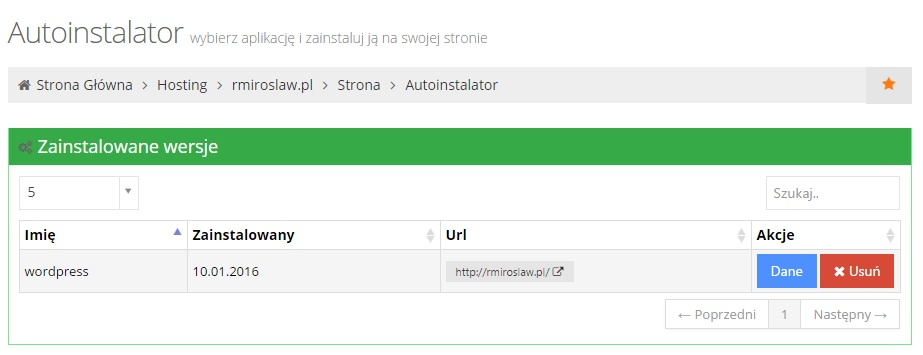 Autoinstalator wybierz aplikację i zainstaluj ją na swojej stronie
Strona Główna > Hosting > rmiroslaw.pl > Strona > Autoinstalator
Zainstalowane wersje
5 Szukaj..
Imię Zainstalowany Url Akcje
wordpress 10.01.2016 http://rmiroslaw.pl/ Dane Usuń
← Poprzedni 1 Następny →